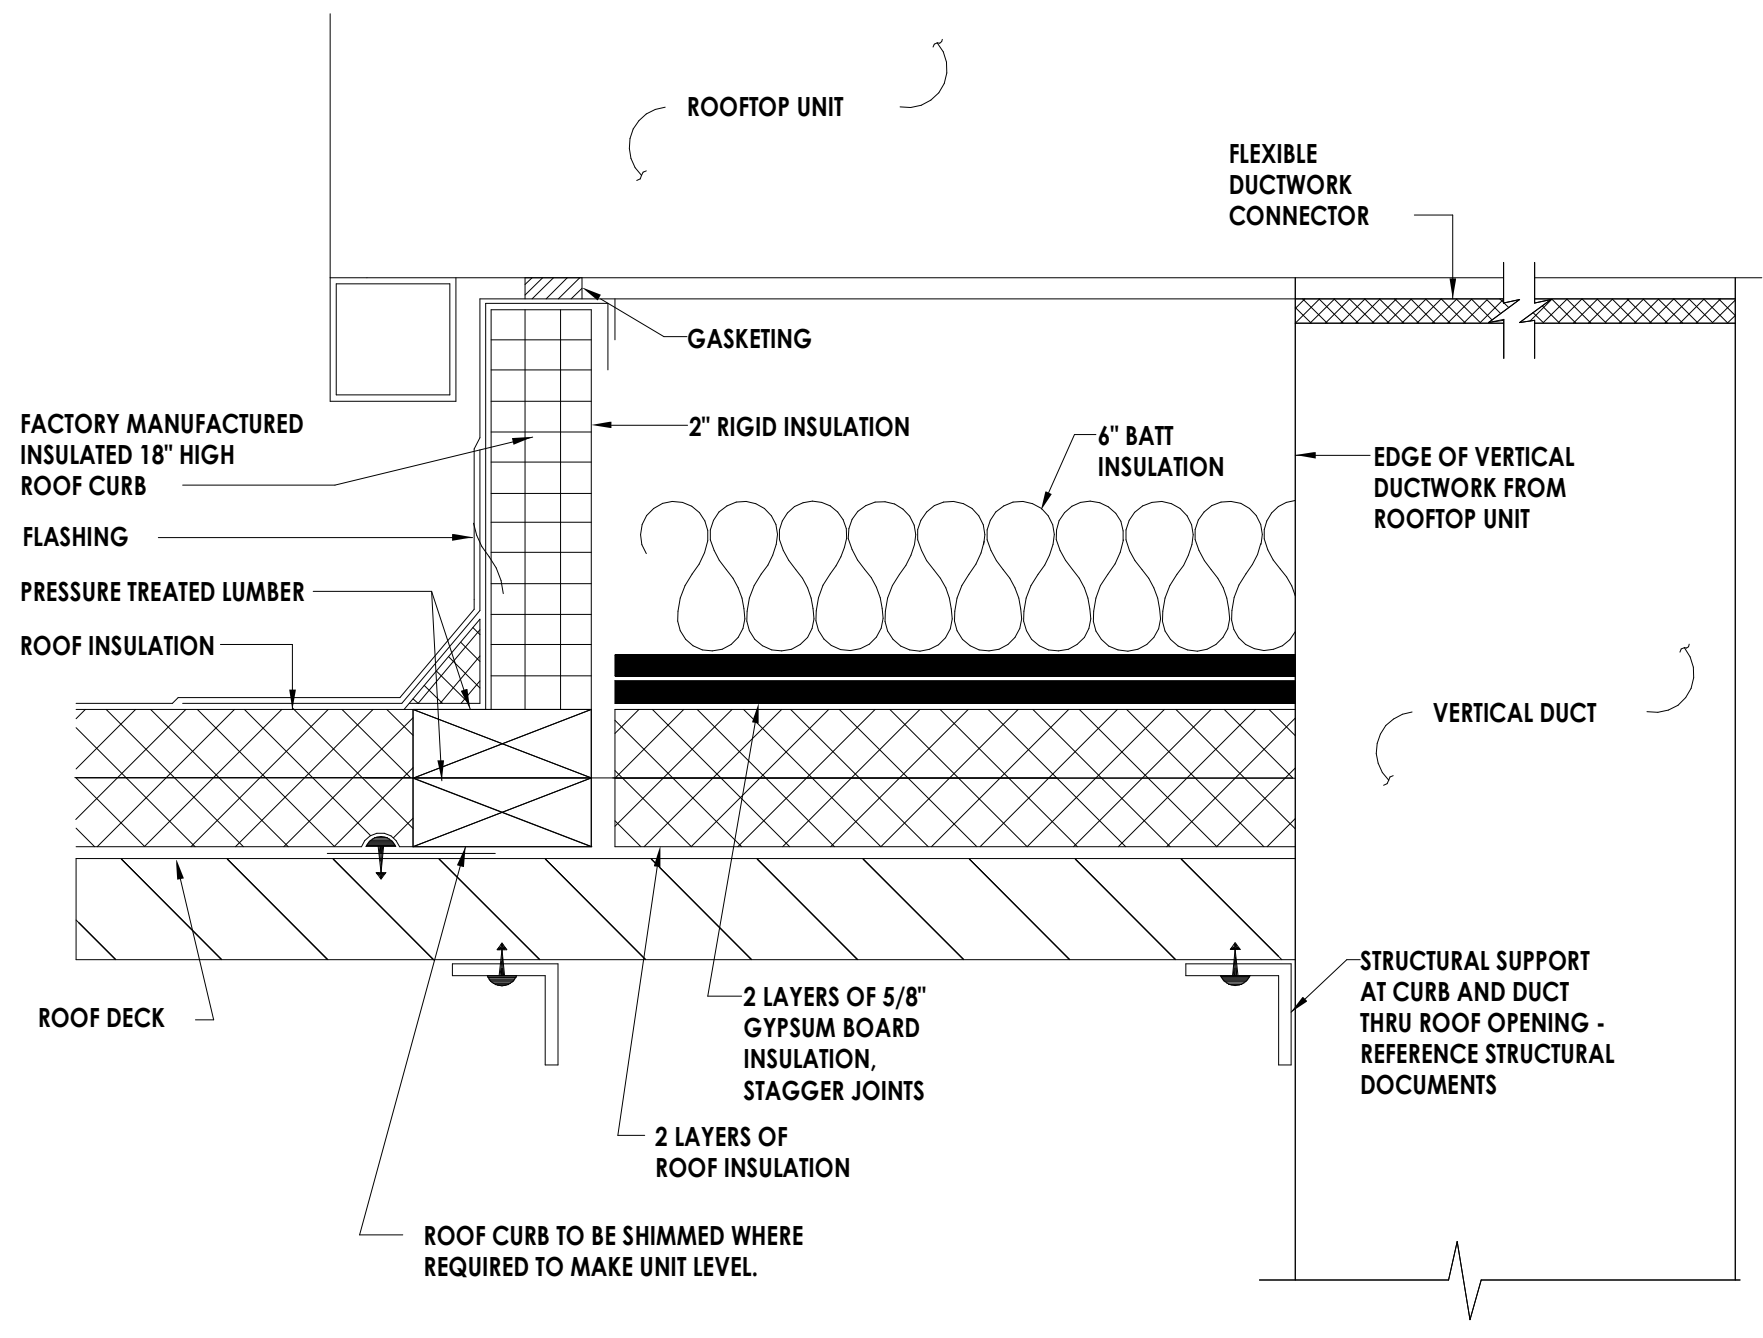 ROOFTOP UNIT
FLEXIBLE
DUCTWORK
CONNECTOR
GASKETING
FACTORY MANUFACTURED
INSULATED 18" HIGH
ROOF CURB
2" RIGID INSULATION
6" BATT
INSULATION
EDGE OF VERTICAL
DUCTWORK FROM
ROOFTOP UNIT
FLASHING
PRESSURE TREATED LUMBER
ROOF INSULATION
VERTICAL DUCT
STRUCTURAL SUPPORT
AT CURB AND DUCT
THRU ROOF OPENING -
REFERENCE STRUCTURAL
DOCUMENTS
ROOF DECK
2 LAYERS OF 5/8"
GYPSUM BOARD
INSULATION,
STAGGER JOINTS
2 LAYERS OF
ROOF INSULATION
ROOF CURB TO BE SHIMMED WHERE
REQUIRED TO MAKE UNIT LEVEL.